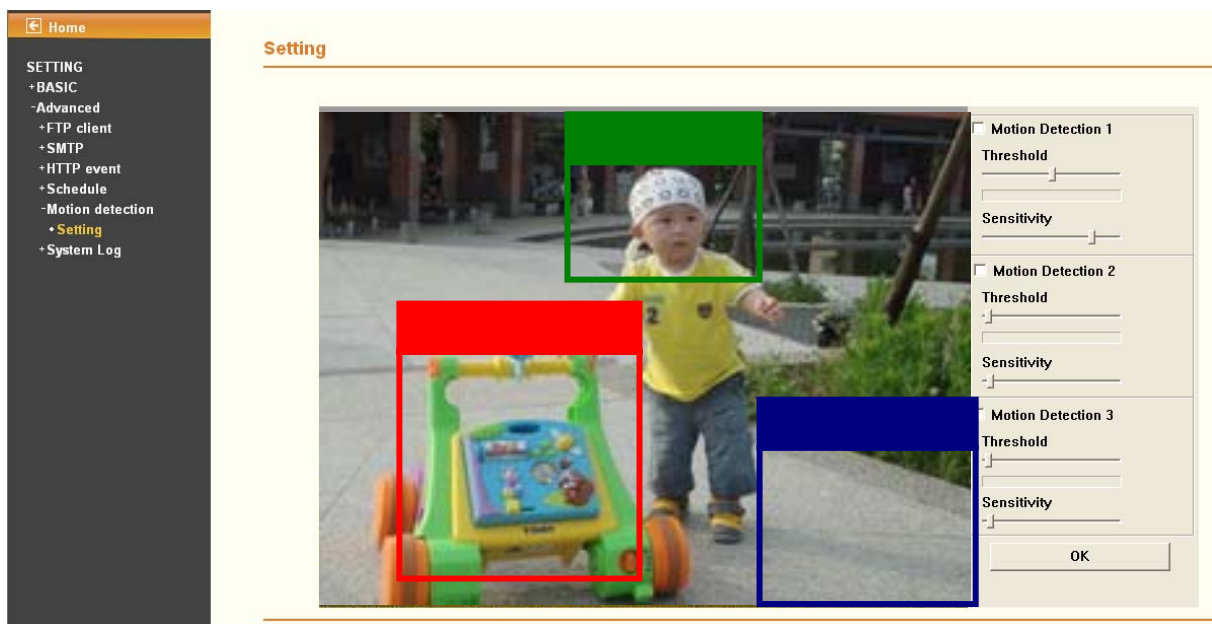 Home
SETTING
+BASIC
-Advanced
+FTP client
+SMTP
+HTTP event
+Schedule
-Motion detection
• Setting
+System Log
Setting
Motion Detection 1
Threshold
Sensitivity
Motion Detection 2
Threshold
Sensitivity
Motion Detection 3
Threshold
Sensitivity
OK
2